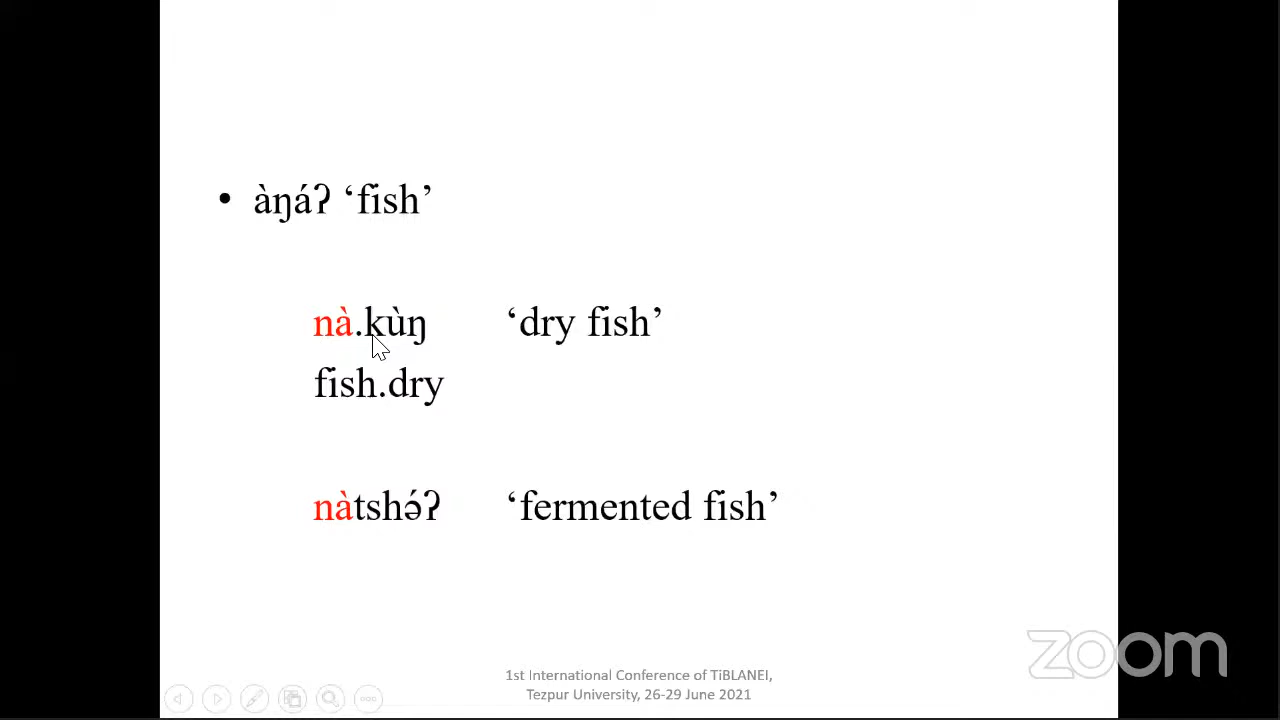 • àŋáʔ ‘fish’
nà.kùŋ ‘dry fish’
fish.dry
nàtshə́ʔ ‘fermented fish’
1st International Conference of TiBLANEI,
Tezpur University, 26-29 June 2021
zoom